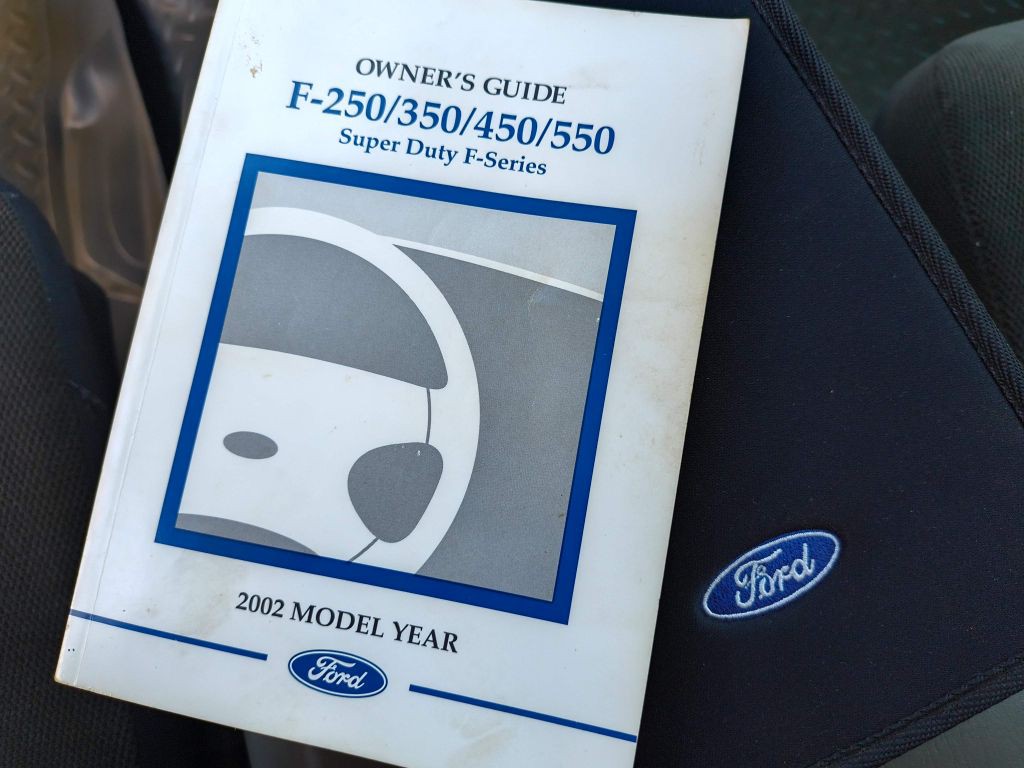 OWNER'S GUIDE
F-250/350/450/550
Super Duty F-Series
2002 MODEL YEAR
Ford
Ford